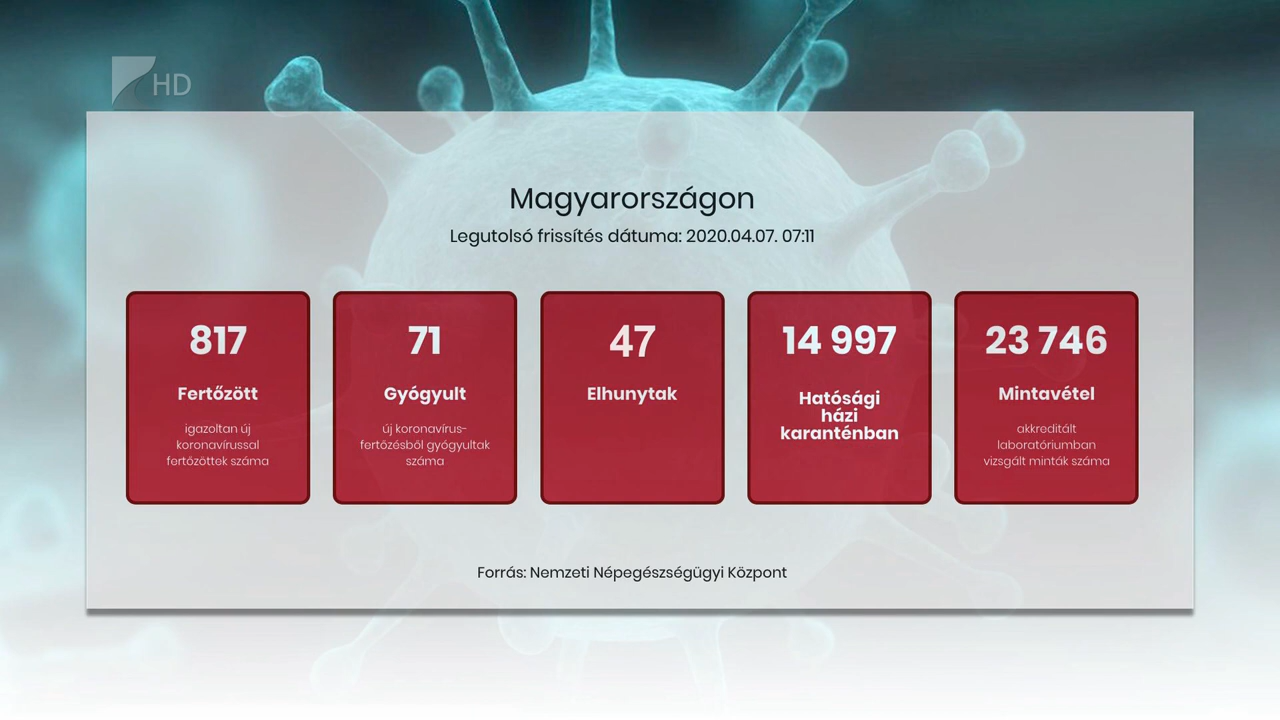 HD
Magyarországon
Legutolsó frissítés dátuma: 2020.04.07. 07:11
817
Fertőzött
igazoltan új
koronavírussal
fertőzöttek száma
71
Gyógyult
új koronavírus-
fertőzésből gyógyultak
száma
47
Elhunytak
14 997
Hatósági
házi
karanténban
23 746
Mintavétel
akkreditált
laboratóriumban
vizsgált minták száma
Forrás: Nemzeti Népegészségügyi Központ